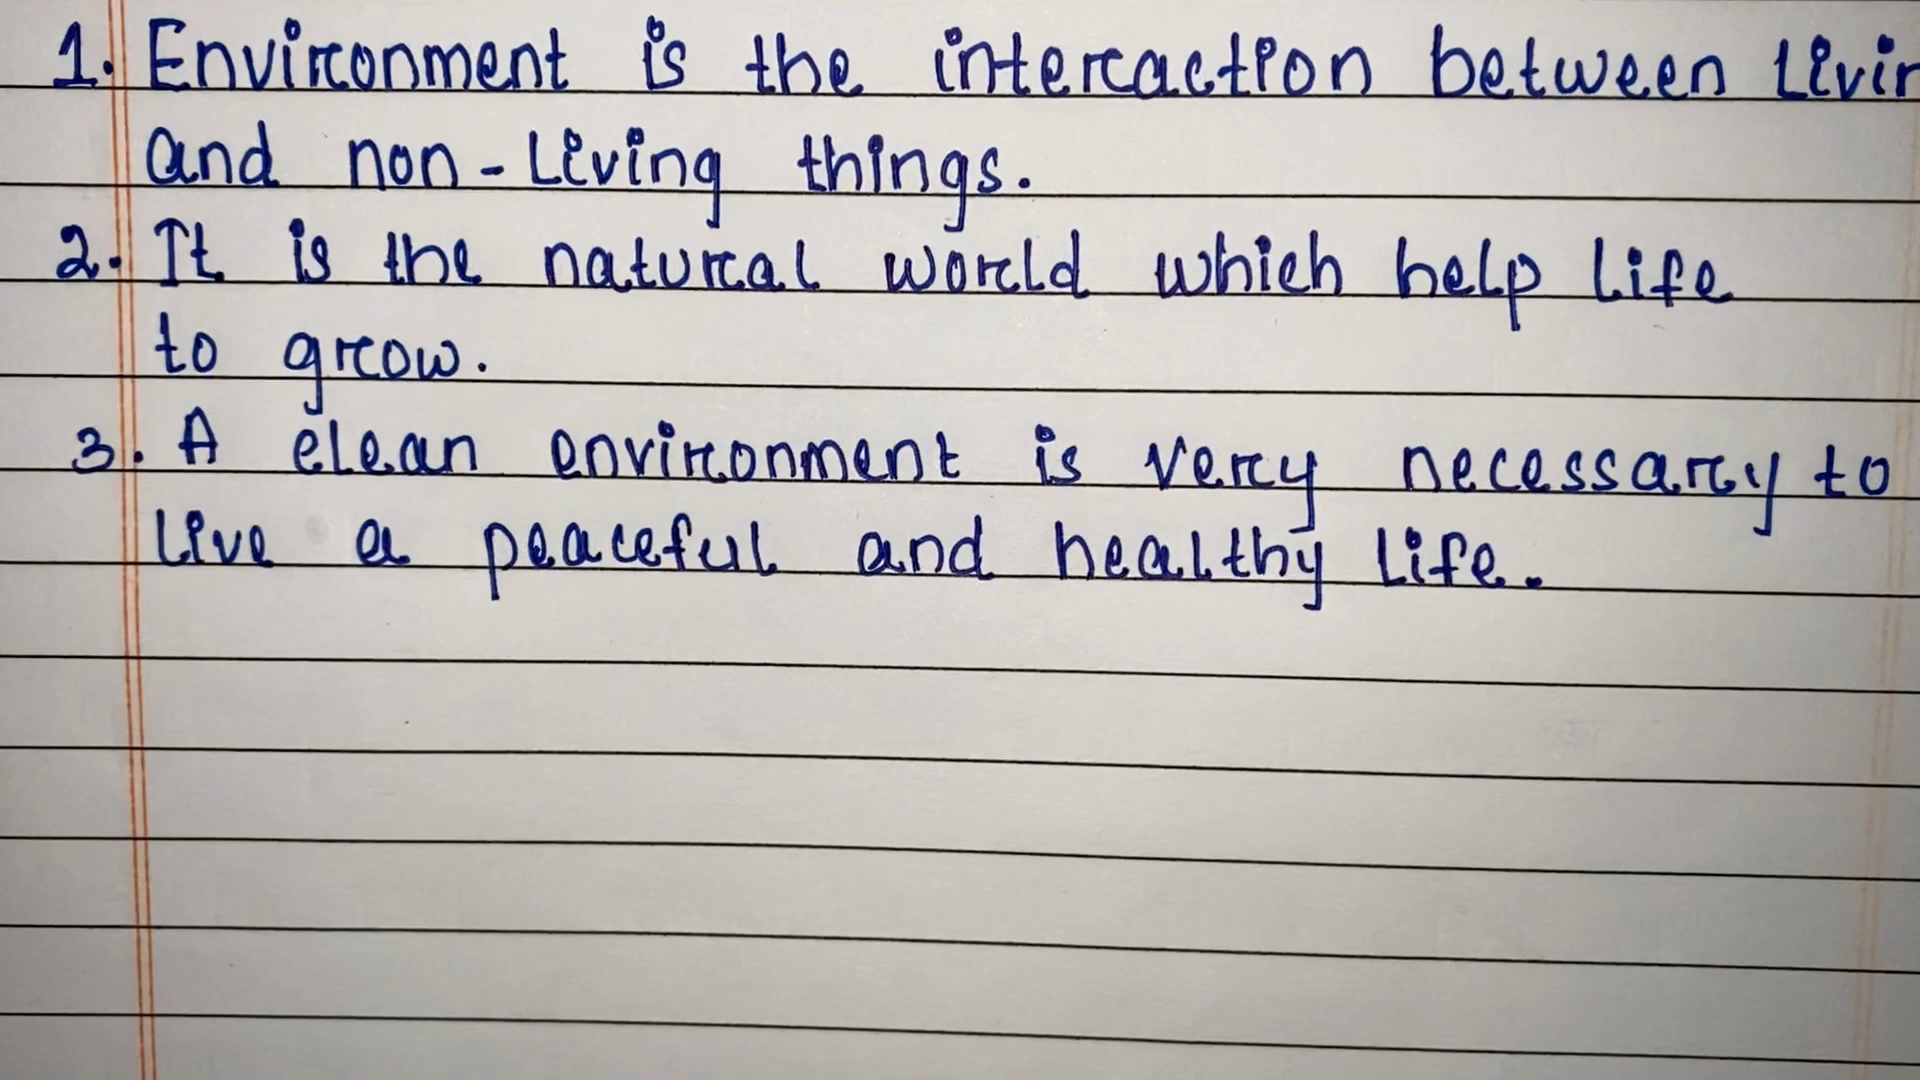 1. Environment is the interaction between livin
and non-living things.
2. It is the natural world which help life
to grow.
3. A clean environment is very necessary to
live a peaceful and healthy life.